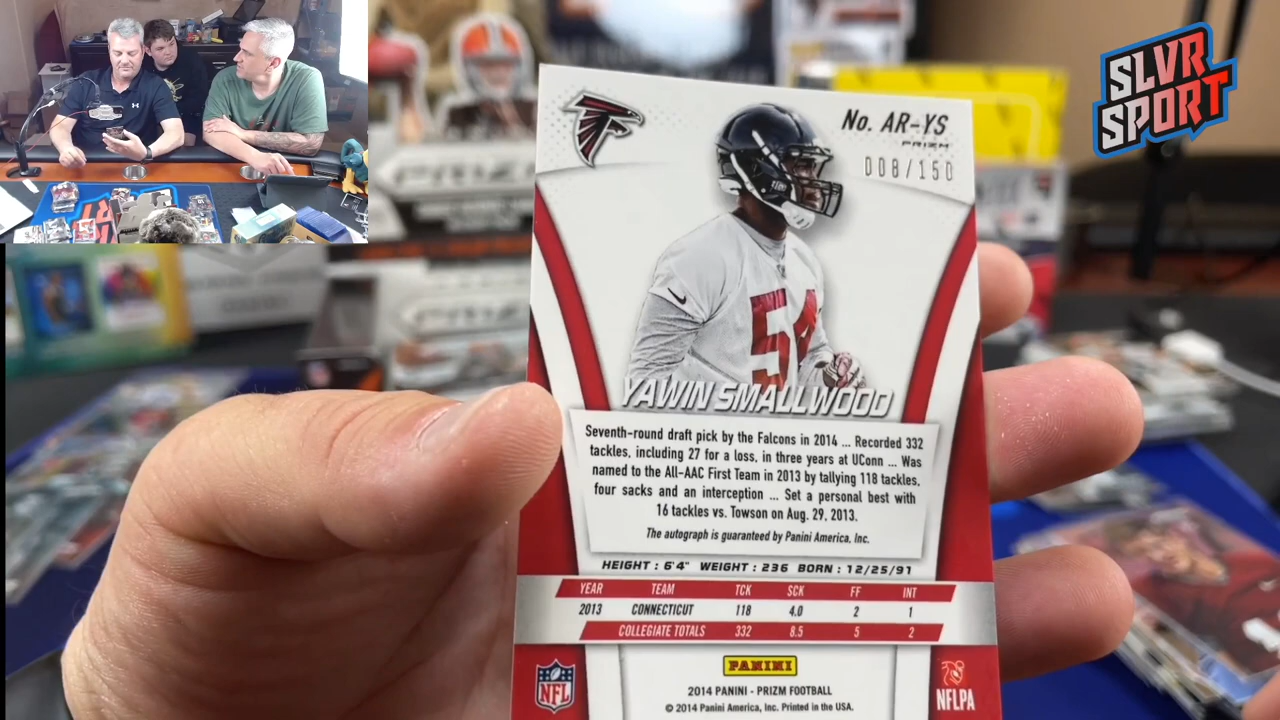 SLVR
SPORT
No. AR-YS
PRIZM
008/150
54
YAWIN SMALLWOOD
Seventh-round draft pick by the Falcons in 2014 ... Recorded 332
tackles, including 27 for a loss, in three years at UConn ... Was
named to the All-AAC First Team in 2013 by tallying 118 tackles,
four sacks and an interception ... Set a personal best with
16 tackles vs. Towson on Aug. 29, 2013.
The autograph is guaranteed by Panini America, Inc.
HEIGHT : 6'4" WEIGHT : 236 BORN : 12/25/91
YEAR TEAM TCK SCK FF INT
2013 CONNECTICUT 118 4.0 2 1
COLLEGIATE TOTALS 332 8.5 5 2
PANINI
NFL
2014 PANINI - PRIZM FOOTBALL
© 2014 Panini America, Inc. Printed in the USA.
NFLPA